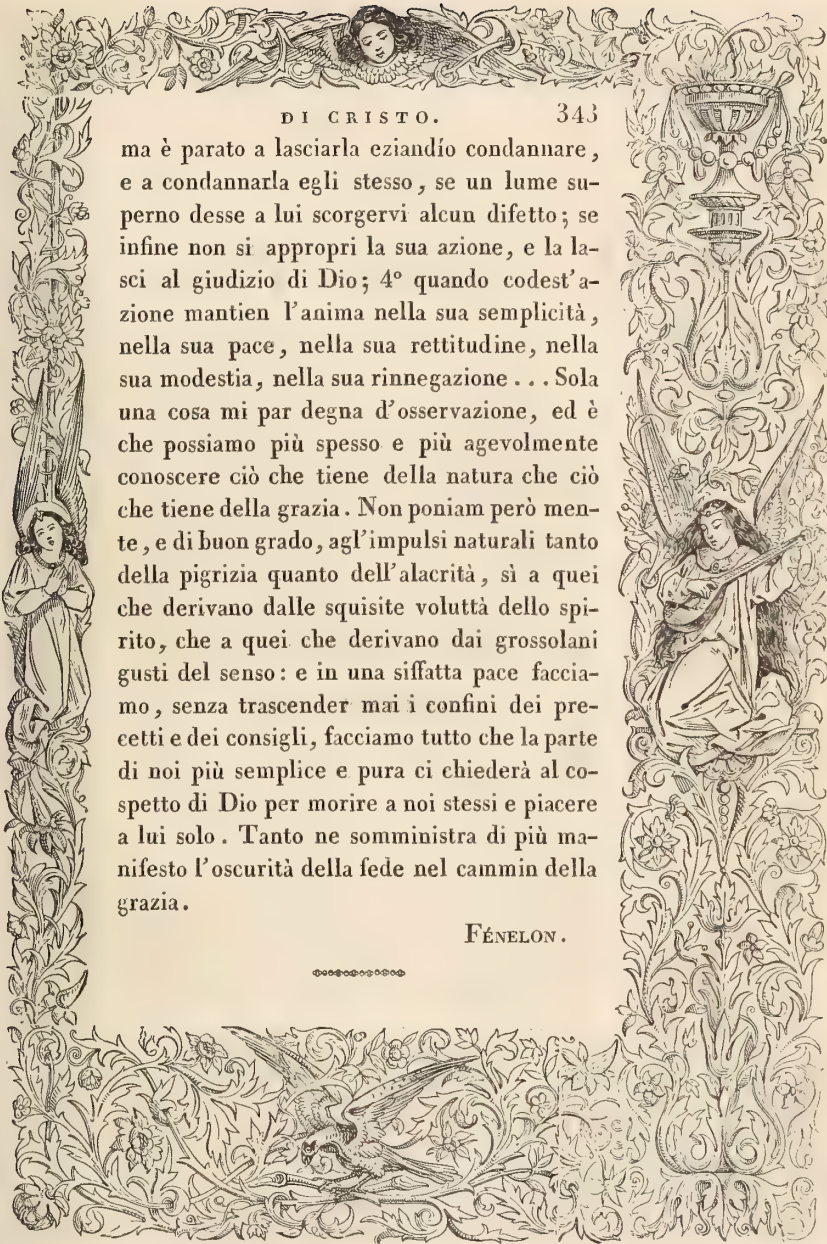 DI CRISTO. 343
ma è parato a lasciarla eziandío condannare,
e a condannarla egli stesso, se un lume su-
perno desse a lui scorgervi alcun difetto; se
infine non si appropri la sua azione, e la la-
sci al giudizio di Dio; 4º quando codest'a-
zione mantien l'anima nella sua semplicità,
nella sua pace, nella sua rettitudine, nella
sua modestia, nella sua rinnegazione... Sola
una cosa mi par degna d'osservazione, ed è
che possiamo più spesso e più agevolmente
conoscere ciò che tiene della natura che ciò
che tiene della grazia. Non poniam però men-
te, e di buon grado, agl'impulsi naturali tanto
della pigrizia quanto dell'alacrità, sì a quei
che derivano dalle squisite voluttà dello spi-
rito, che a quei che derivano dai grossolani
gusti del senso: e in una siffatta pace faccia-
mo, senza trascender mai i confini dei pre-
cetti e dei consigli, facciamo tutto che la parte
di noi più semplice e pura ci chiederà al co-
spetto di Dio per morire a noi stessi e piacere
a lui solo. Tanto ne somministra di più ma-
nifesto l'oscurità della fede nel cammin della
grazia.
FÉNELON.